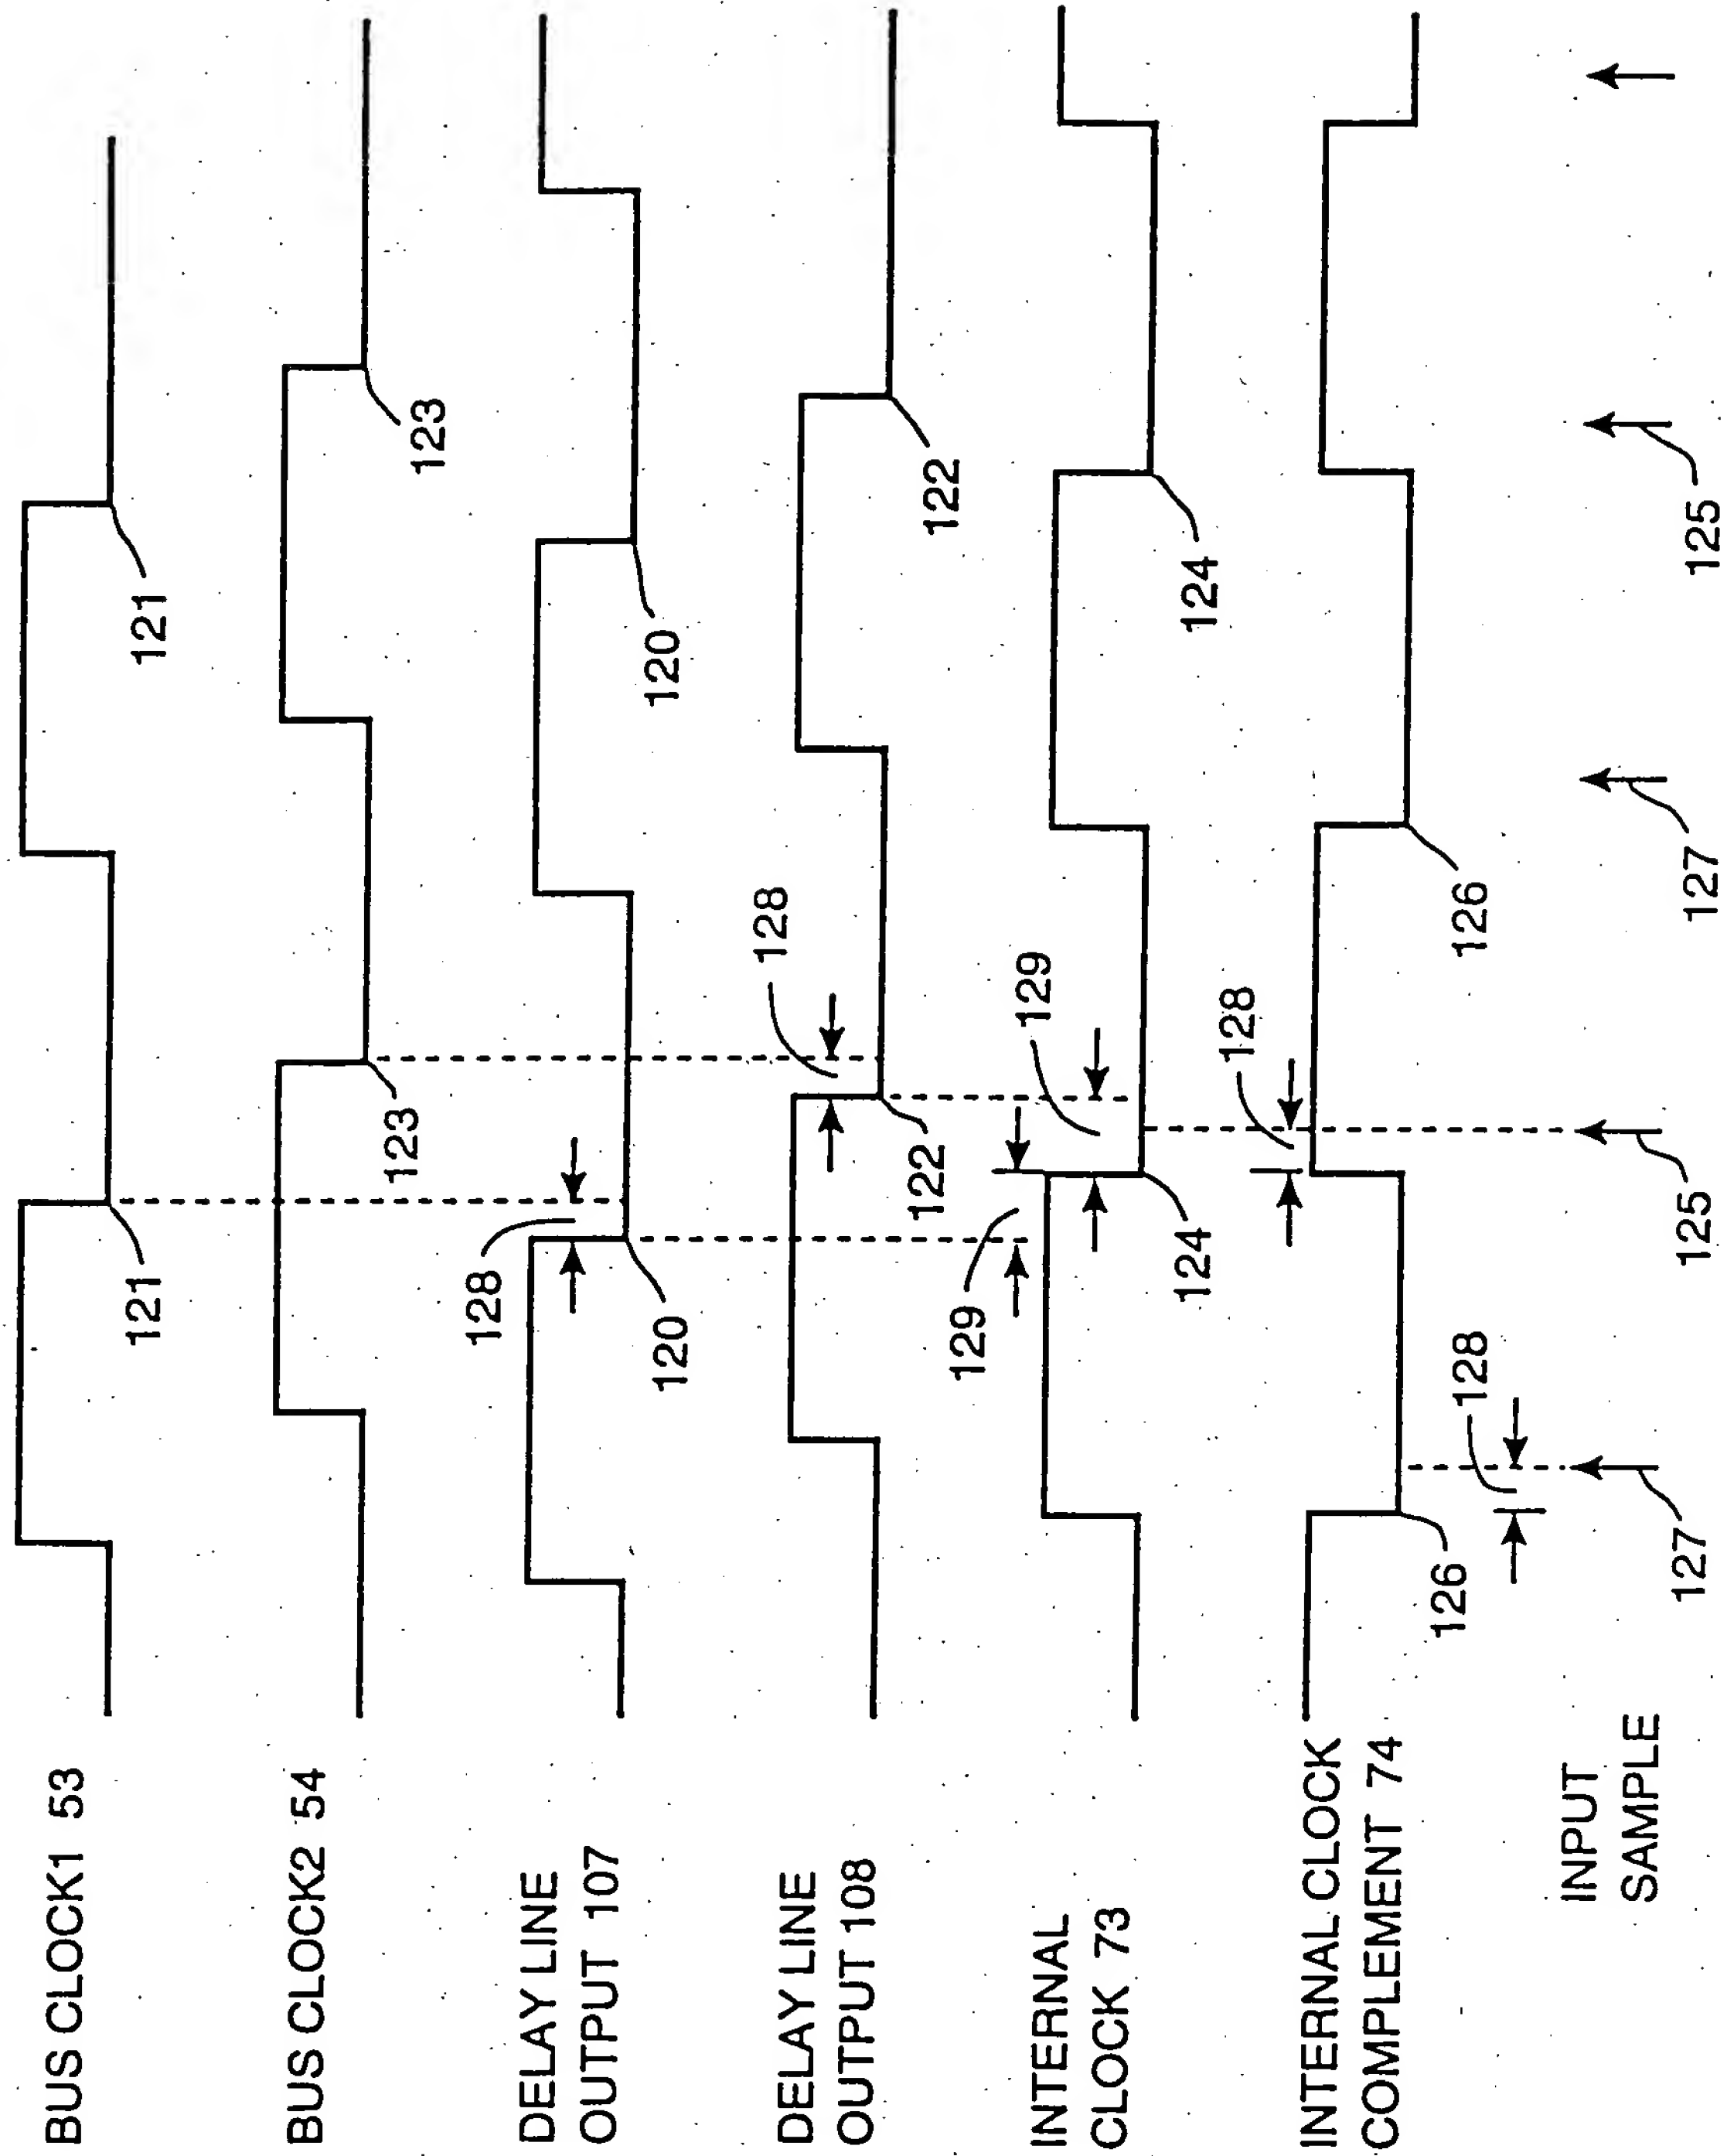 BUS CLOCK1 53
121
121
BUS CLOCK2 54
123
123
DELAY LINE
OUTPUT 107
128
120
120
DELAY LINE
OUTPUT 108
128
122
122
INTERNAL
CLOCK 73
129
129
124
124
INTERNAL CLOCK
COMPLEMENT 74
128
126
128
126
INPUT
SAMPLE
127
125
127
125